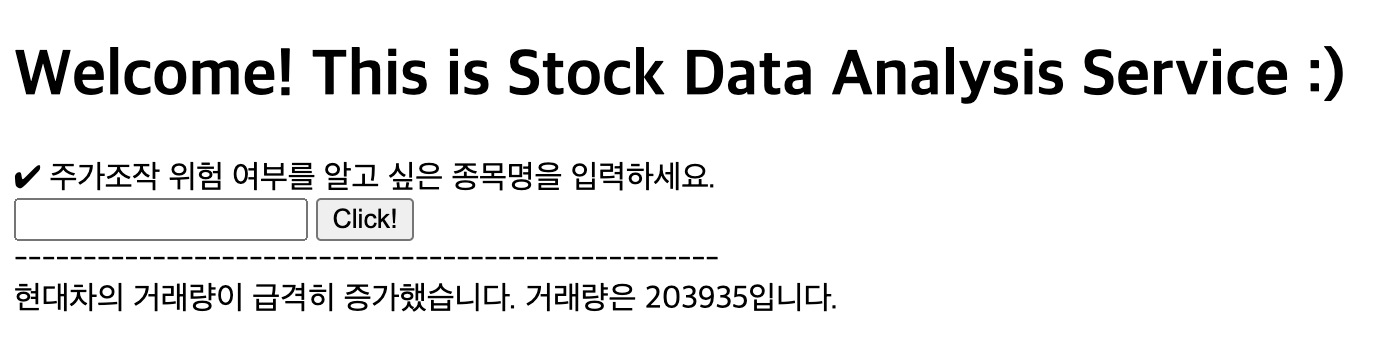 Welcome! This is Stock Data Analysis Service :)
✔ 주가조작 위험 여부를 알고 싶은 종목명을 입력하세요.
Click!
---------------------------------------------------
현대차의 거래량이 급격히 증가했습니다. 거래량은 203935입니다.